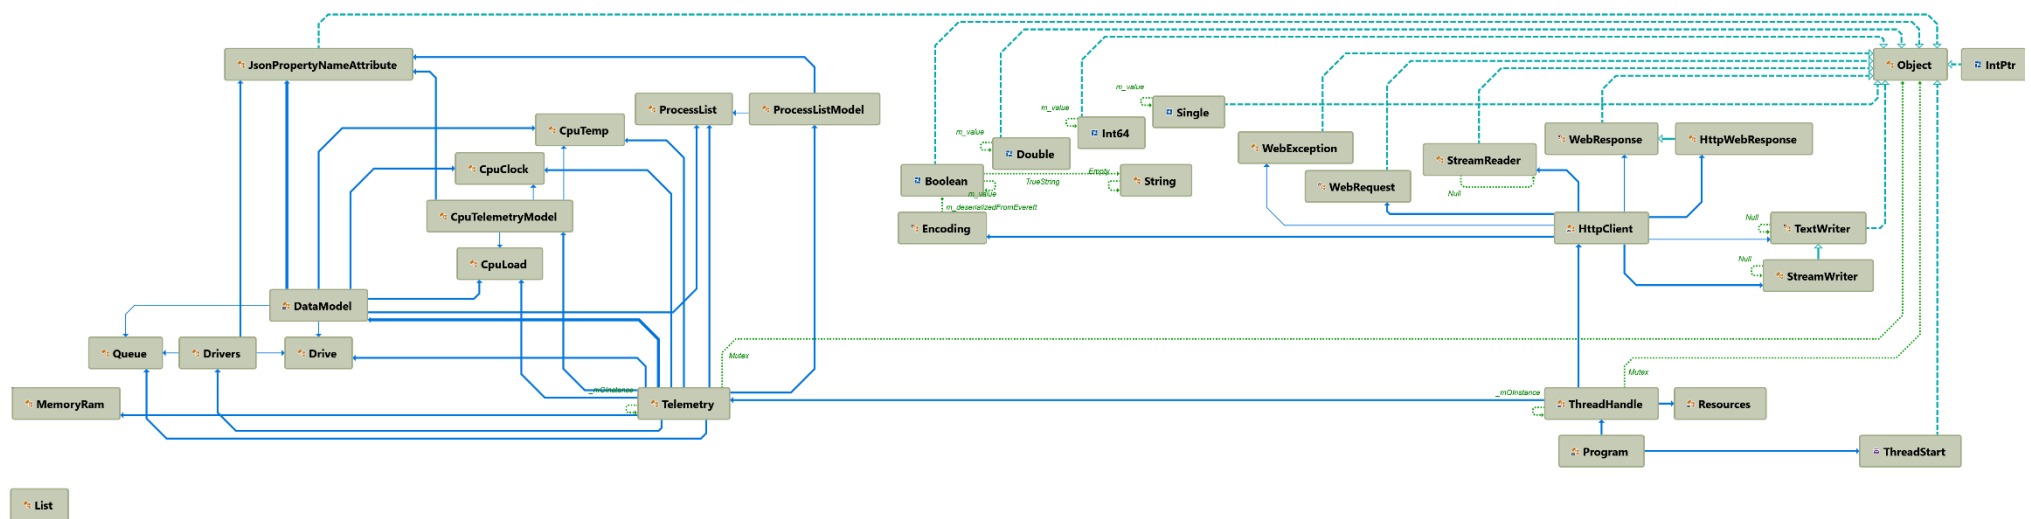 JsonPropertyNameAttribute
Object
IntPtr
ProcessList
ProcessListModel
m_value
Single
m_value
Int64
CpuTemp
m_value
Double
WebException
WebResponse
HttpWebResponse
StreamReader
Null
CpuClock
Boolean
TrueString
m_value
Empty
String
WebRequest
CpuTelemetryModel
m_deserializedFromEverett
Encoding
HttpClient
Null
TextWriter
CpuLoad
Null
StreamWriter
DataModel
Queue
Drivers
Drive
Mutex
Mutex
MemoryRam
_mOInstance
Telemetry
_mOInstance
ThreadHandle
Resources
Program
ThreadStart
List